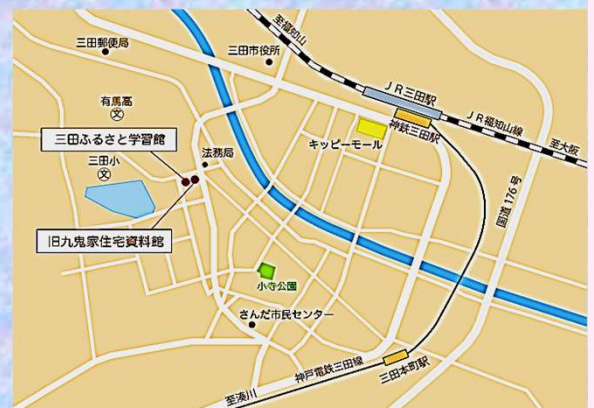 至福知山
三田郵便局
三田市役所
JR三田駅
神鉄三田駅
JR福知山線
至大阪
有馬高
文
キッピーモール
三田ふるさと学習館
法務局
三田小
文
国道176号
旧九鬼家住宅資料館
小寺公園
さんだ市民センター
神戸電鉄三田線
三田本町駅
至湊川